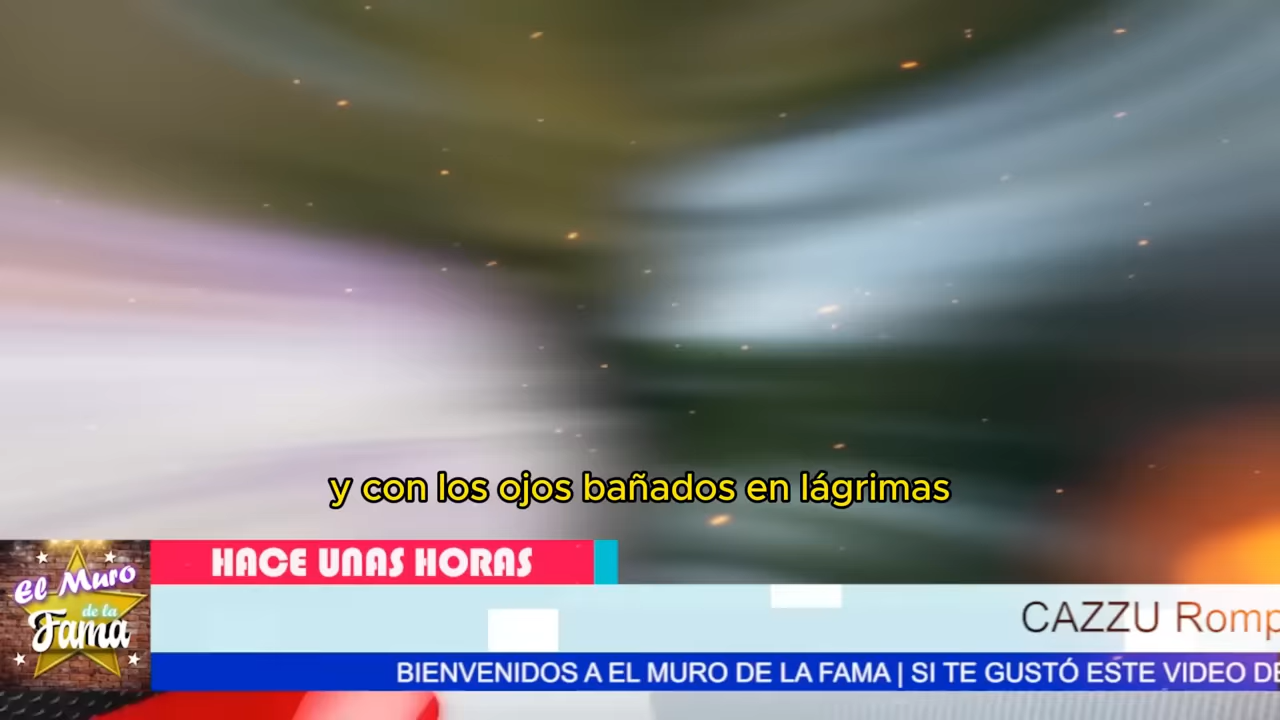 y con los ojos bañados en lágrimas
HACE UNAS HORAS
El Muro
de la
Fama
CAZZU Romp
BIENVENIDOS A EL MURO DE LA FAMA | SI TE GUSTÓ ESTE VIDEO DE